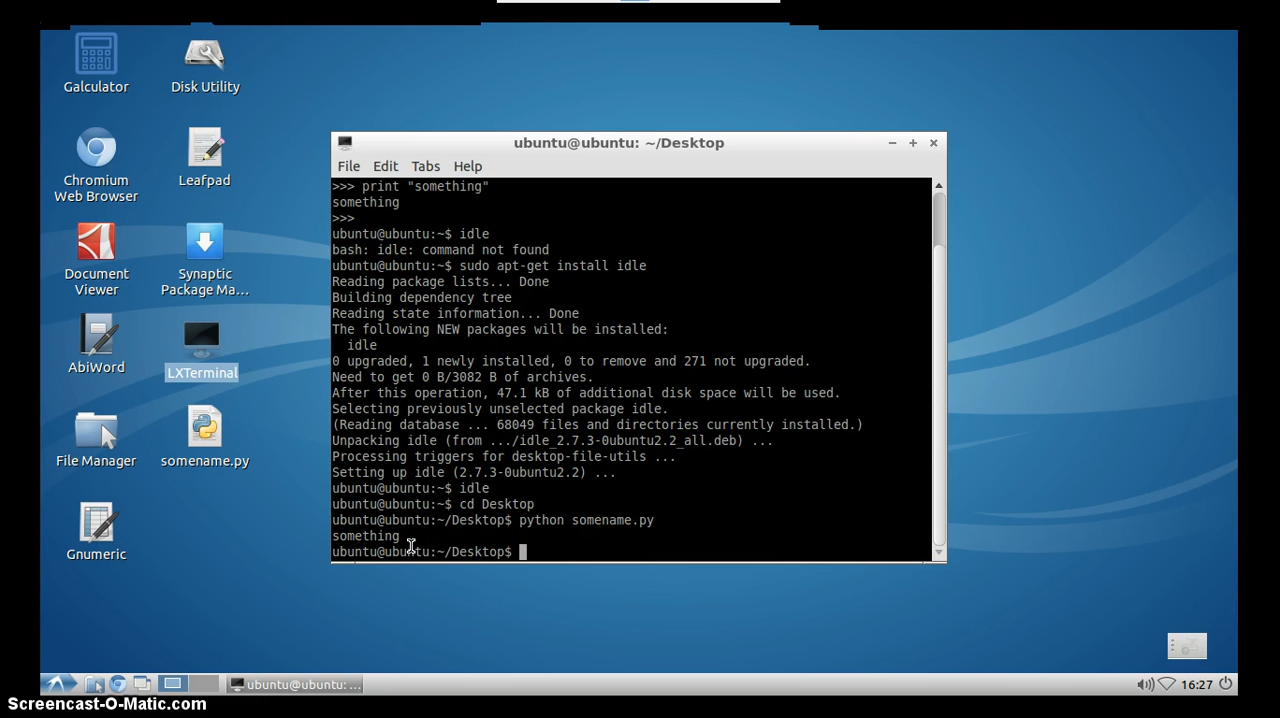 Galculator
Disk Utility
Chromium
Web Browser
Leafpad
Document
Viewer
Synaptic
Package Ma...
AbiWord
LXTerminal
File Manager
somename.py
Gnumeric
ubuntu@ubuntu: ~/Desktop
File Edit Tabs Help
>>> print "something"
something
>>>
ubuntu@ubuntu:~$ idle
bash: idle: command not found
ubuntu@ubuntu:~$ sudo apt-get install idle
Reading package lists... Done
Building dependency tree
Reading state information... Done
The following NEW packages will be installed:
idle
0 upgraded, 1 newly installed, 0 to remove and 271 not upgraded.
Need to get 0 B/3082 B of archives.
After this operation, 47.1 kB of additional disk space will be used.
Selecting previously unselected package idle.
(Reading database ... 68049 files and directories currently installed.)
Unpacking idle (from .../idle_2.7.3-0ubuntu2.2_all.deb) ...
Processing triggers for desktop-file-utils ...
Setting up idle (2.7.3-0ubuntu2.2) ...
ubuntu@ubuntu:~$ idle
ubuntu@ubuntu:~$ cd Desktop
ubuntu@ubuntu:~/Desktop$ python somename.py
something
ubuntu@ubuntu:~/Desktop$
ubuntu@ubuntu: ...
16:27
Screencast-O-Matic.com